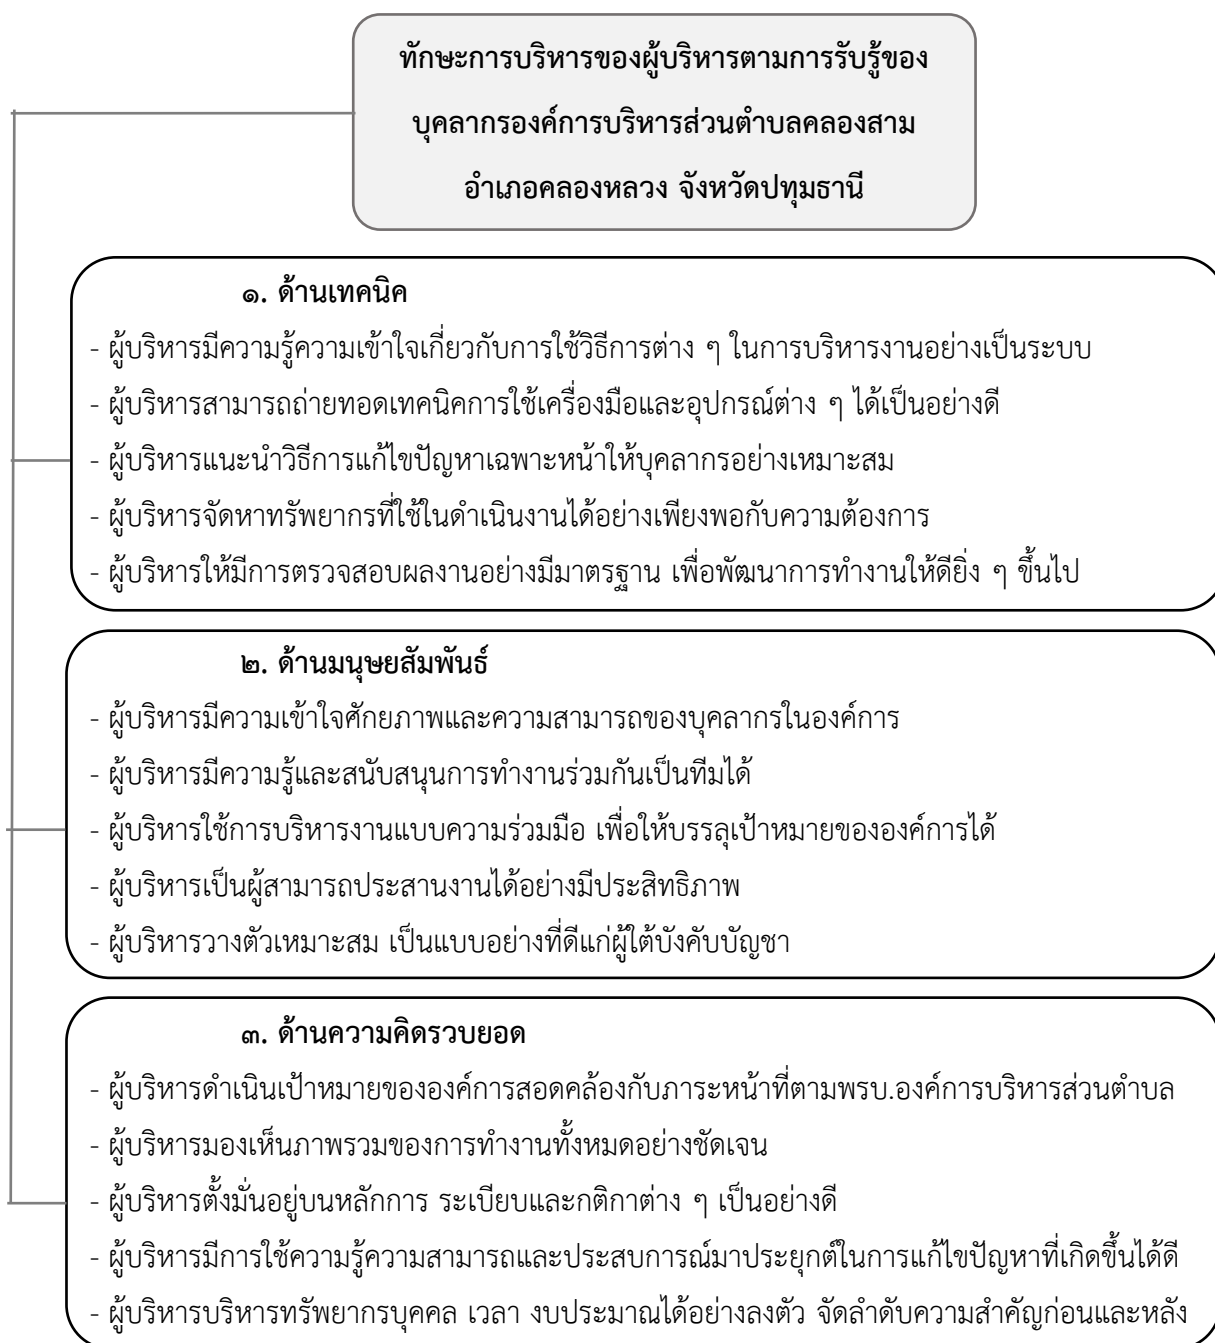 ทักษะการบริหารของผู้บริหารตามการรับรู้ของ
บุคลากรองค์การบริหารส่วนตำบลคลองสาม
อำเภอคลองหลวง จังหวัดปทุมธานี
๑. ด้านเทคนิค
- ผู้บริหารมีความรู้ความเข้าใจเกี่ยวกับการใช้วิธีการต่าง ๆ ในการบริหารงานอย่างเป็นระบบ
- ผู้บริหารสามารถถ่ายทอดเทคนิคการใช้เครื่องมือและอุปกรณ์ต่าง ๆ ได้เป็นอย่างดี
- ผู้บริหารแนะนำวิธีการแก้ไขปัญหาเฉพาะหน้าให้บุคลากรอย่างเหมาะสม
- ผู้บริหารจัดหาทรัพยากรที่ใช้ในดำเนินงานได้อย่างเพียงพอกับความต้องการ
- ผู้บริหารให้มีการตรวจสอบผลงานอย่างมีมาตรฐาน เพื่อพัฒนาการทำงานให้ดียิ่ง ๆ ขึ้นไป
๒. ด้านมนุษยสัมพันธ์
- ผู้บริหารมีความเข้าใจศักยภาพและความสามารถของบุคลากรในองค์การ
- ผู้บริหารมีความรู้และสนับสนุนการทำงานร่วมกันเป็นทีมได้
- ผู้บริหารใช้การบริหารงานแบบความร่วมมือ เพื่อให้บรรลุเป้าหมายขององค์การได้
- ผู้บริหารเป็นผู้สามารถประสานงานได้อย่างมีประสิทธิภาพ
- ผู้บริหารวางตัวเหมาะสม เป็นแบบอย่างที่ดีแก่ผู้ใต้บังคับบัญชา
๓. ด้านความคิดรวบยอด
- ผู้บริหารดำเนินเป้าหมายขององค์การสอดคล้องกับภาระหน้าที่ตามพรบ.องค์การบริหารส่วนตำบล
- ผู้บริหารมองเห็นภาพรวมของการทำงานทั้งหมดอย่างชัดเจน
- ผู้บริหารตั้งมั่นอยู่บนหลักการ ระเบียบและกติกาต่าง ๆ เป็นอย่างดี
- ผู้บริหารมีการใช้ความรู้ความสามารถและประสบการณ์มาประยุกต์ในการแก้ไขปัญหาที่เกิดขึ้นได้ดี
- ผู้บริหารบริหารทรัพยากรบุคคล เวลา งบประมาณได้อย่างลงตัว จัดลำดับความสำคัญก่อนและหลัง